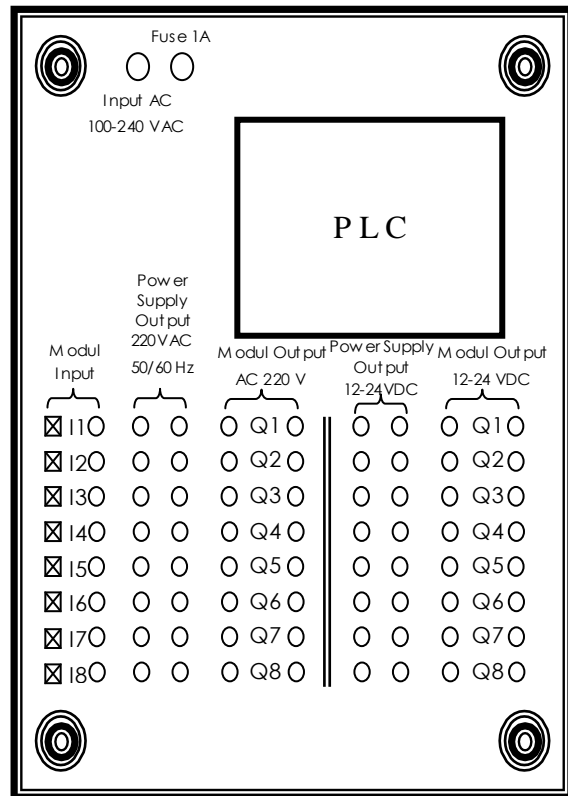 Fuse 1A
Input AC
100-240 VAC
PLC
Power
Supply
Output
220VAC
50/60 Hz
Modul
Input
Modul Output
AC 220 V
Power Supply
Output
12-24VDC
Modul Output
12-24 VDC
I1 Q1 Q1
I2 Q2 Q2
I3 Q3 Q3
I4 Q4 Q4
I5 Q5 Q5
I6 Q6 Q6
I7 Q7 Q7
I8 Q8 Q8